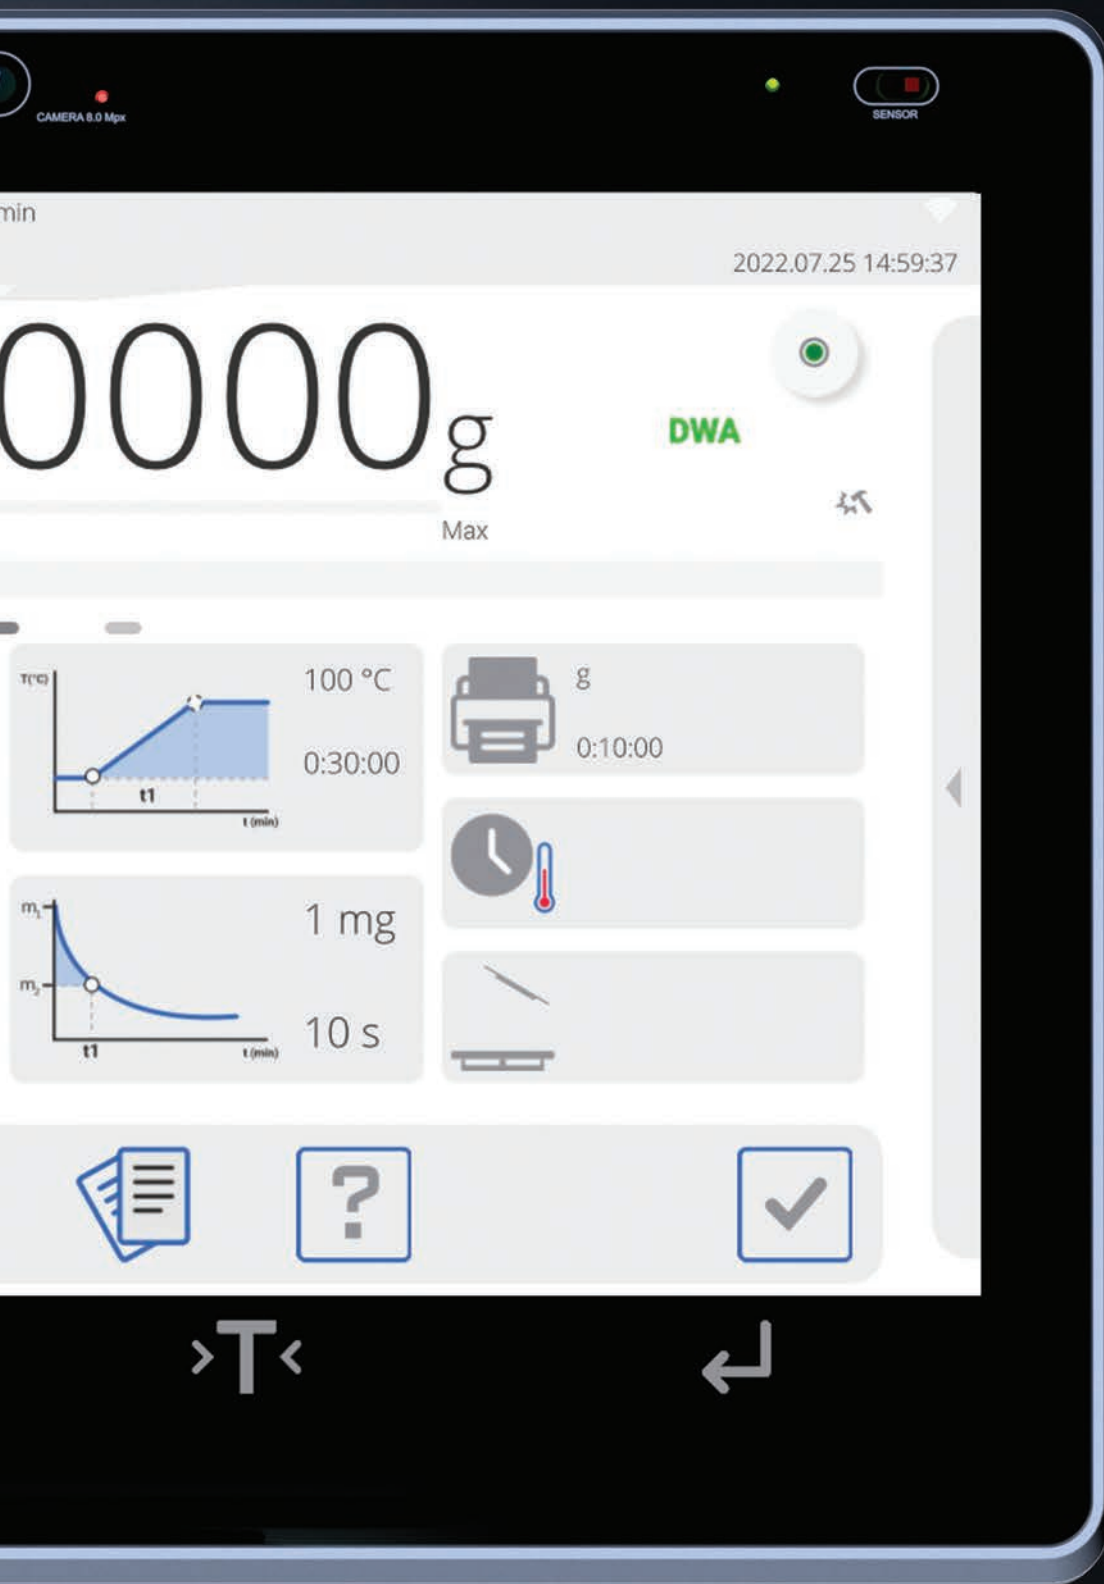 CAMERA 8.0 Mpx
SENSOR
min
2022.07.25 14:59:37
0000g
DWA
Max
T(°C)
100 °C
0:30:00
t1
t (min)
g
0:10:00
m₁
m₂
1 mg
10 s
t1
t (min)
?
>T<